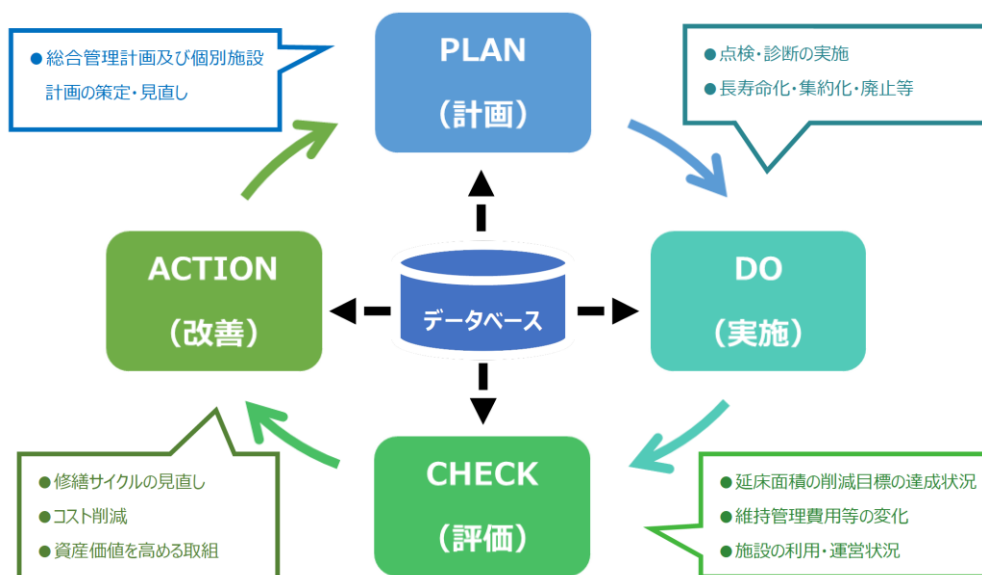 PLAN
(計画)
●総合管理計画及び個別施設
計画の策定・見直し
●点検・診断の実施
●長寿命化・集約化・廃止等
ACTION
(改善)
データベース
DO
(実施)
●修繕サイクルの見直し
●コスト削減
●資産価値を高める取組
CHECK
(評価)
●延床面積の削減目標の達成状況
●維持管理費用等の変化
●施設の利用・運営状況